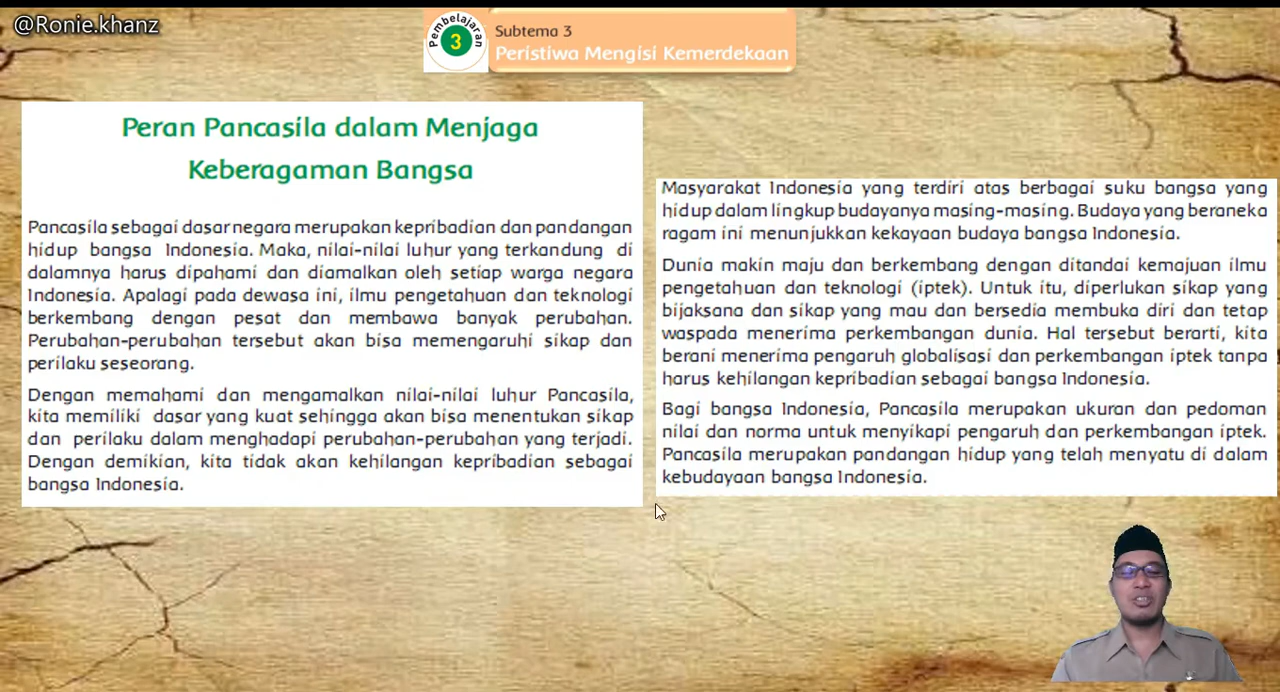 @Ronie.khanz
Pembelajaran
3
Subtema 3
Peristiwa Mengisi Kemerdekaan
Peran Pancasila dalam Menjaga
Keberagaman Bangsa
Pancasila sebagai dasar negara merupakan kepribadian dan pandangan
hidup bangsa Indonesia. Maka, nilai-nilai luhur yang terkandung di
dalamnya harus dipahami dan diamalkan oleh setiap warga negara
Indonesia. Apalagi pada dewasa ini, ilmu pengetahuan dan teknologi
berkembang dengan pesat dan membawa banyak perubahan.
Perubahan-perubahan tersebut akan bisa memengaruhi sikap dan
perilaku seseorang.
Dengan memahami dan mengamalkan nilai-nilai luhur Pancasila,
kita memiliki dasar yang kuat sehingga akan bisa menentukan sikap
dan perilaku dalam menghadapi perubahan-perubahan yang terjadi.
Dengan demikian, kita tidak akan kehilangan kepribadian sebagai
bangsa Indonesia.
Masyarakat Indonesia yang terdiri atas berbagai suku bangsa yang
hidup dalam lingkup budayanya masing-masing. Budaya yang beraneka
ragam ini menunjukkan kekayaan budaya bangsa Indonesia.
Dunia makin maju dan berkembang dengan ditandai kemajuan ilmu
pengetahuan dan teknologi (iptek). Untuk itu, diperlukan sikap yang
bijaksana dan sikap yang mau dan bersedia membuka diri dan tetap
waspada menerima perkembangan dunia. Hal tersebut berarti, kita
berani menerima pengaruh globalisasi dan perkembangan iptek tanpa
harus kehilangan kepribadian sebagai bangsa Indonesia.
Bagi bangsa Indonesia, Pancasila merupakan ukuran dan pedoman
nilai dan norma untuk menyikapi pengaruh dan perkembangan iptek.
Pancasila merupakan pandangan hidup yang telah menyatu di dalam
kebudayaan bangsa Indonesia.